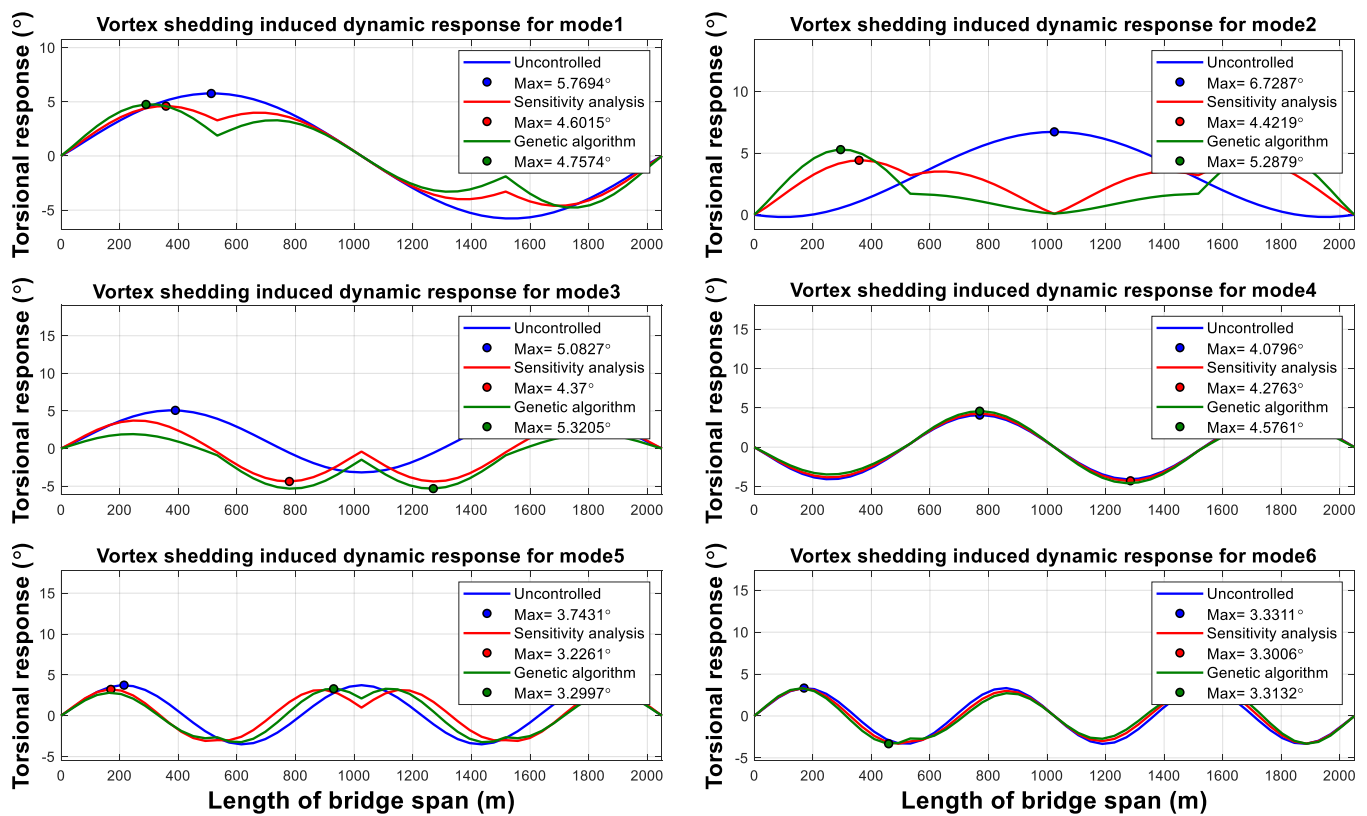 Vortex shedding induced dynamic response for mode1
Torsional response (°)
10
5
0
-5
0 200 400 600 800 1000 1200 1400 1600 1800 2000
Uncontrolled
Max= 5.7694°
Sensitivity analysis
Max= 4.6015°
Genetic algorithm
Max= 4.7574°
Vortex shedding induced dynamic response for mode2
Torsional response (°)
10
5
0
0 200 400 600 800 1000 1200 1400 1600 1800 2000
Uncontrolled
Max= 6.7287°
Sensitivity analysis
Max= 4.4219°
Genetic algorithm
Max= 5.2879°
Vortex shedding induced dynamic response for mode3
Torsional response (°)
15
10
5
0
-5
0 200 400 600 800 1000 1200 1400 1600 1800 2000
Uncontrolled
Max= 5.0827°
Sensitivity analysis
Max= 4.37°
Genetic algorithm
Max= 5.3205°
Vortex shedding induced dynamic response for mode4
Torsional response (°)
15
10
5
0
-5
0 200 400 600 800 1000 1200 1400 1600 1800 2000
Uncontrolled
Max= 4.0796°
Sensitivity analysis
Max= 4.2763°
Genetic algorithm
Max= 4.5761°
Vortex shedding induced dynamic response for mode5
Torsional response (°)
15
10
5
0
-5
0 200 400 600 800 1000 1200 1400 1600 1800 2000
Length of bridge span (m)
Uncontrolled
Max= 3.7431°
Sensitivity analysis
Max= 3.2261°
Genetic algorithm
Max= 3.2997°
Vortex shedding induced dynamic response for mode6
Torsional response (°)
15
10
5
0
-5
0 200 400 600 800 1000 1200 1400 1600 1800 2000
Length of bridge span (m)
Uncontrolled
Max= 3.3311°
Sensitivity analysis
Max= 3.3006°
Genetic algorithm
Max= 3.3132°